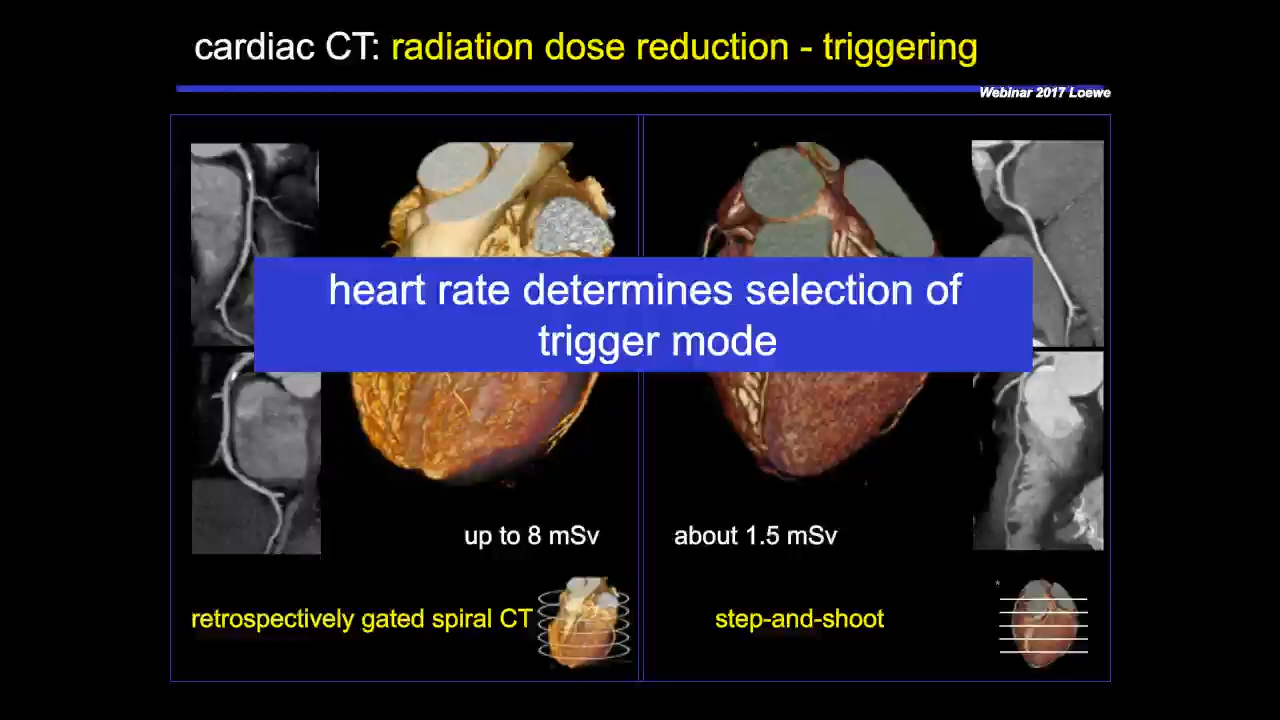 cardiac CT: radiation dose reduction - triggering
Webinar 2017 Loewe
heart rate determines selection of
trigger mode
up to 8 mSv
about 1.5 mSv
retrospectively gated spiral CT
step-and-shoot
*